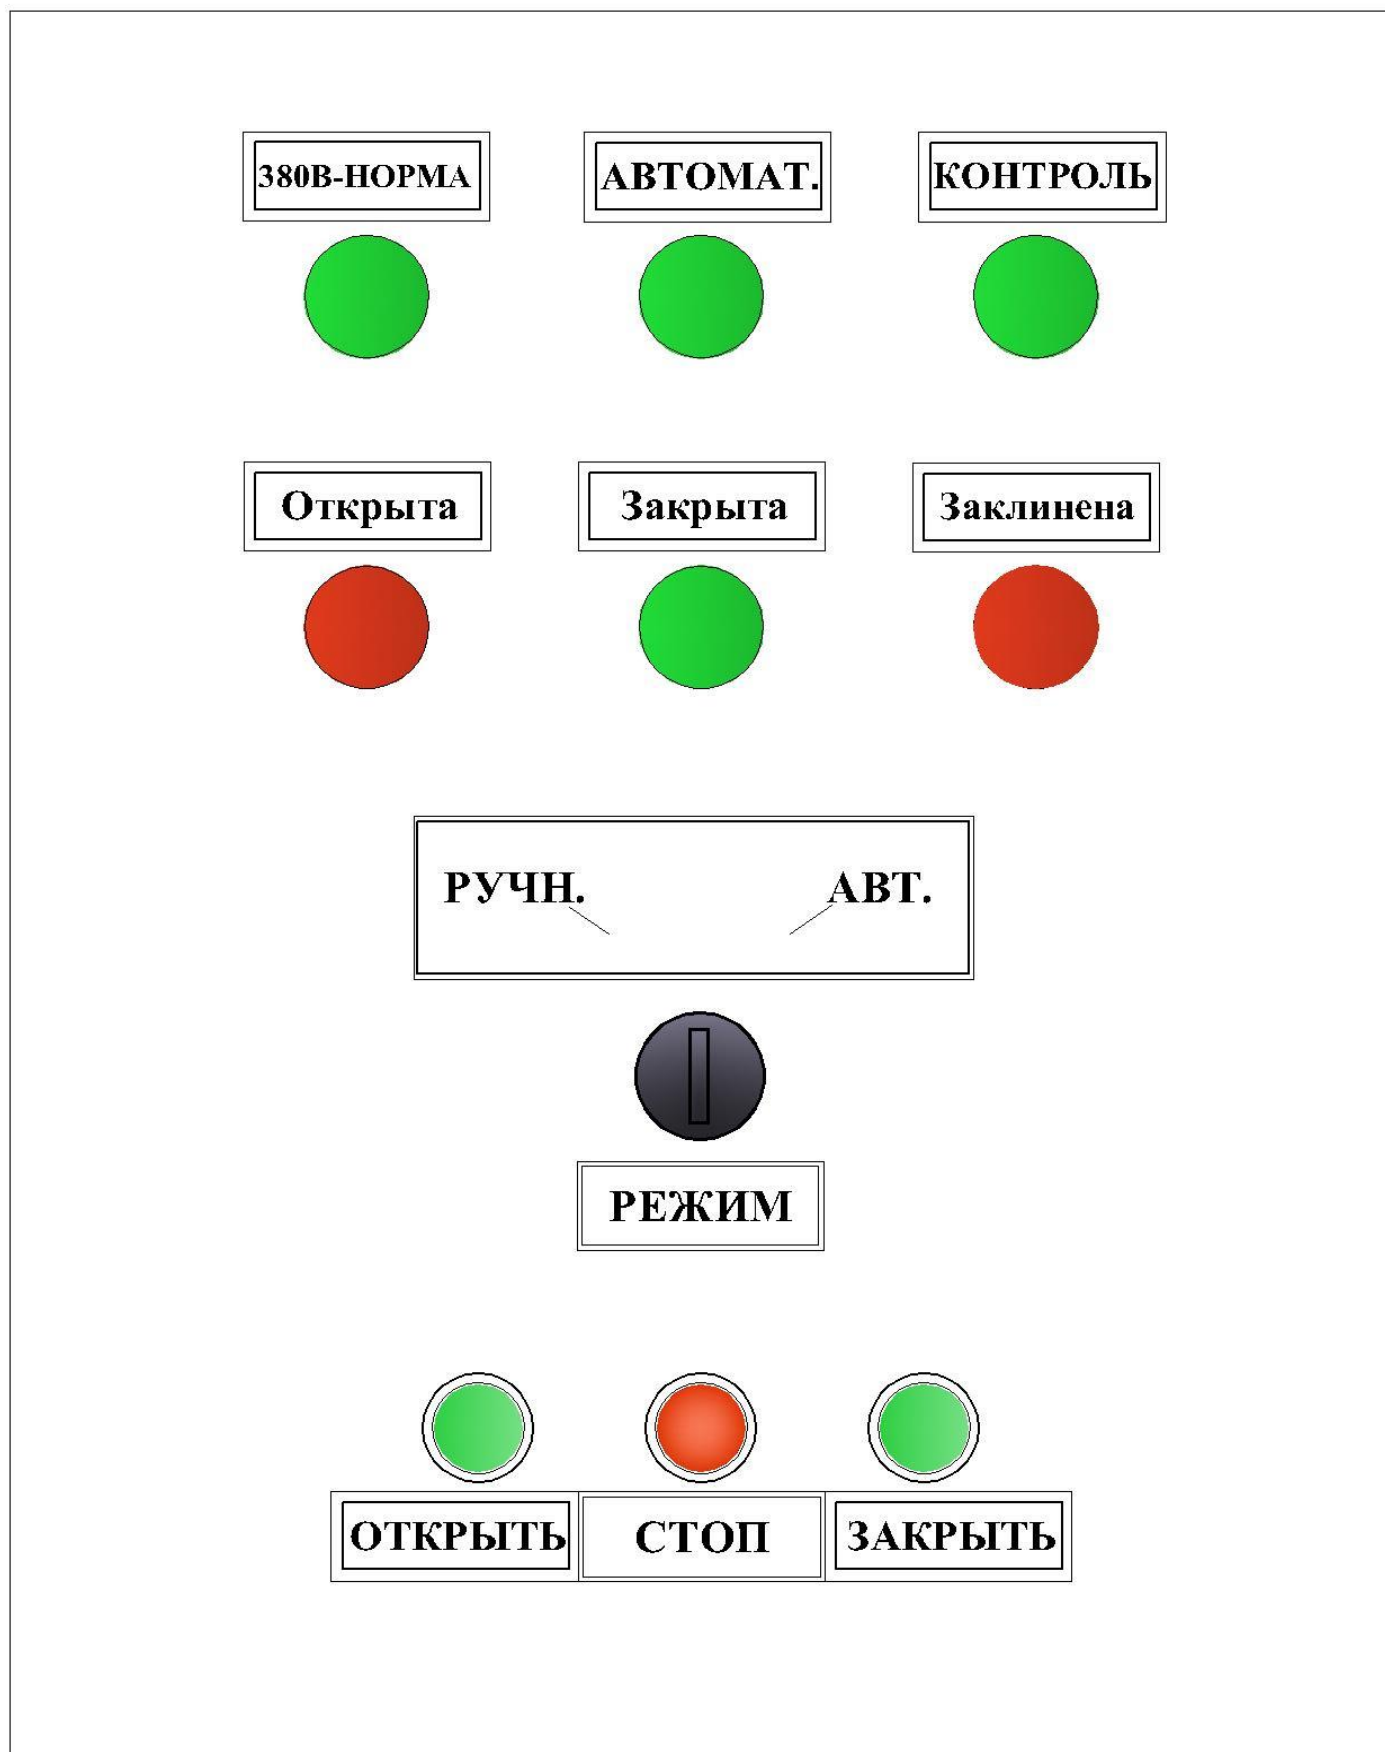 380В-НОРМА
АВТОМАТ.
КОНТРОЛЬ
Открыта
Закрыта
Заклинена
РУЧН.
АВТ.
РЕЖИМ
ОТКРЫТЬ
СТОП
ЗАКРЫТЬ